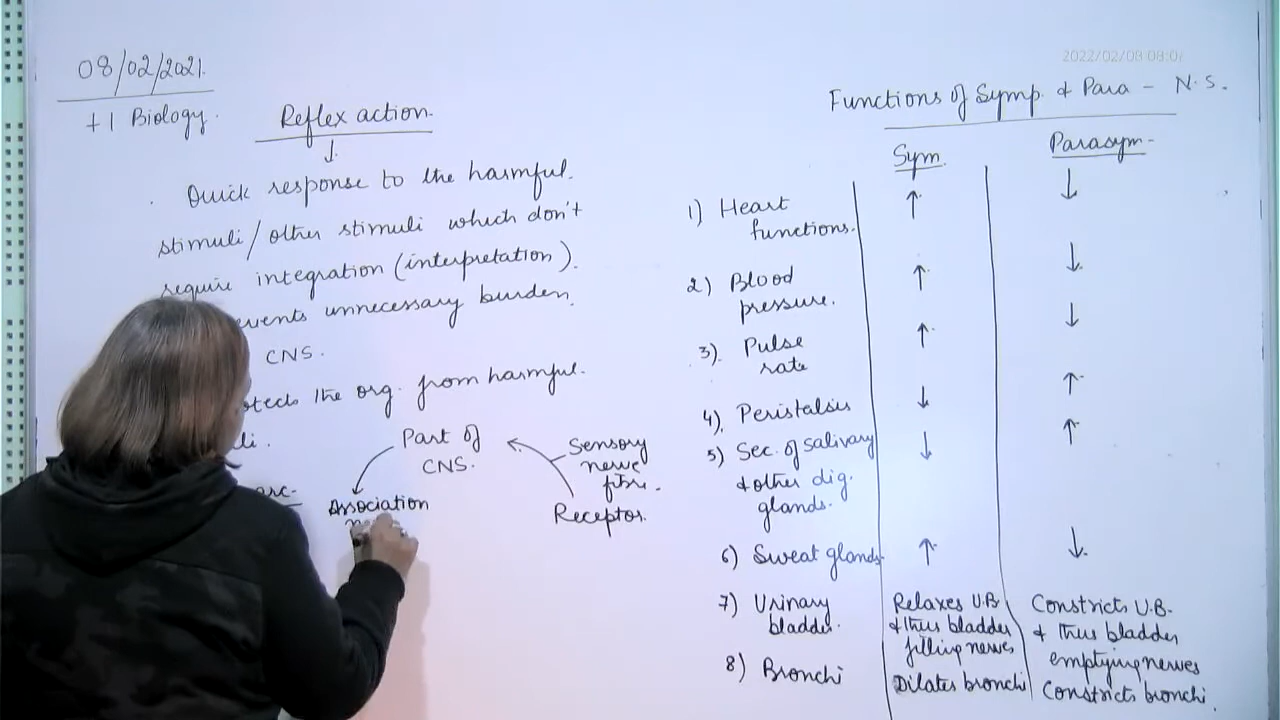 08/02/2021.
+1 Biology.
Reflex action.
Quick response to the harmful.
stimuli/other stimuli which don't
require integration (interpretation).
unnecessary burden.
CNS.
the org. from harmful.
Part of
CNS.
Sensory
nerve
fibre.
Receptor.
arc-
Association
2022/02/08 08:0
Functions of Symp. & Para - N.S.
Sym. Parasym-
1) Heart ↑ ↓
functions.
2) Blood ↑ ↓
pressure.
3) Pulse ↑ ↓
rate
4) Peristalsis ↓ ↑
5) Sec. of salivary ↓ ↑
& other dig.
glands.
6) Sweat glands ↑ ↓
7) Urinary Relaxes U.B Constricts U.B.
bladder. & thus bladder & thus bladder
filling nerves emptying nerves
8) Bronchi Dilates bronchi Constricts bronchi.